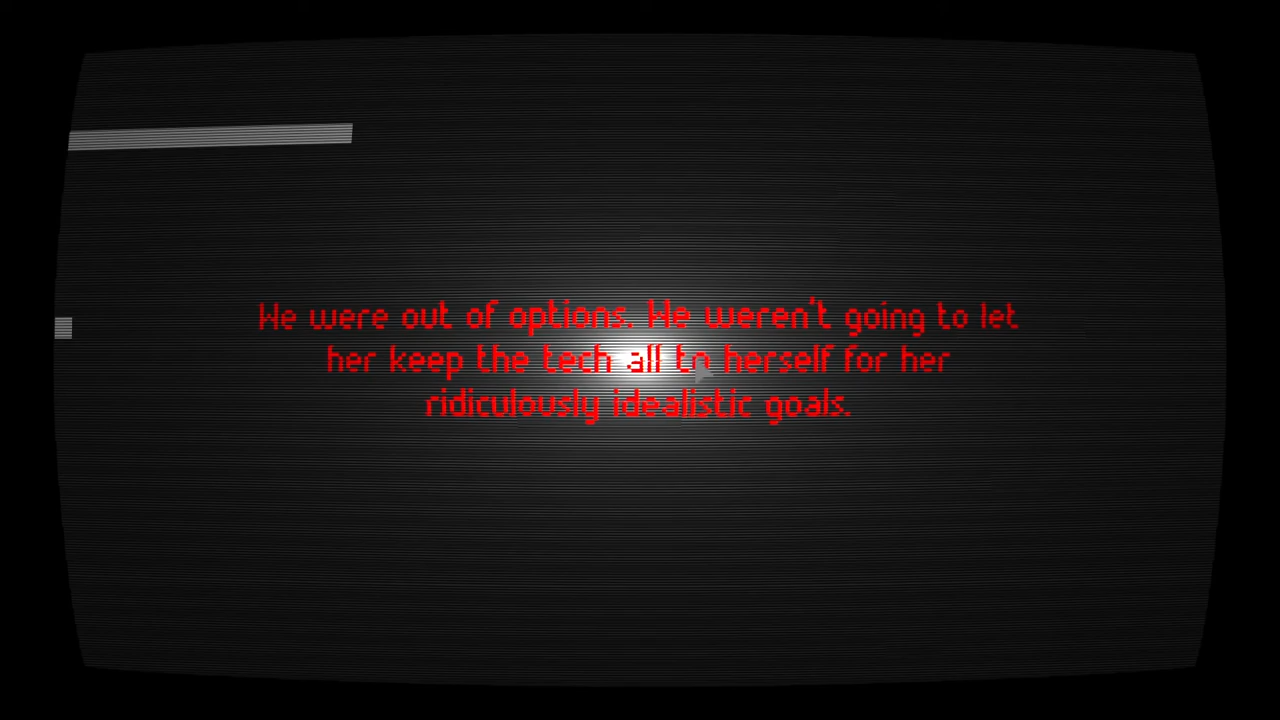 We were out of options. We weren't going to let
her keep the tech all to herself for her
ridiculously idealistic goals.